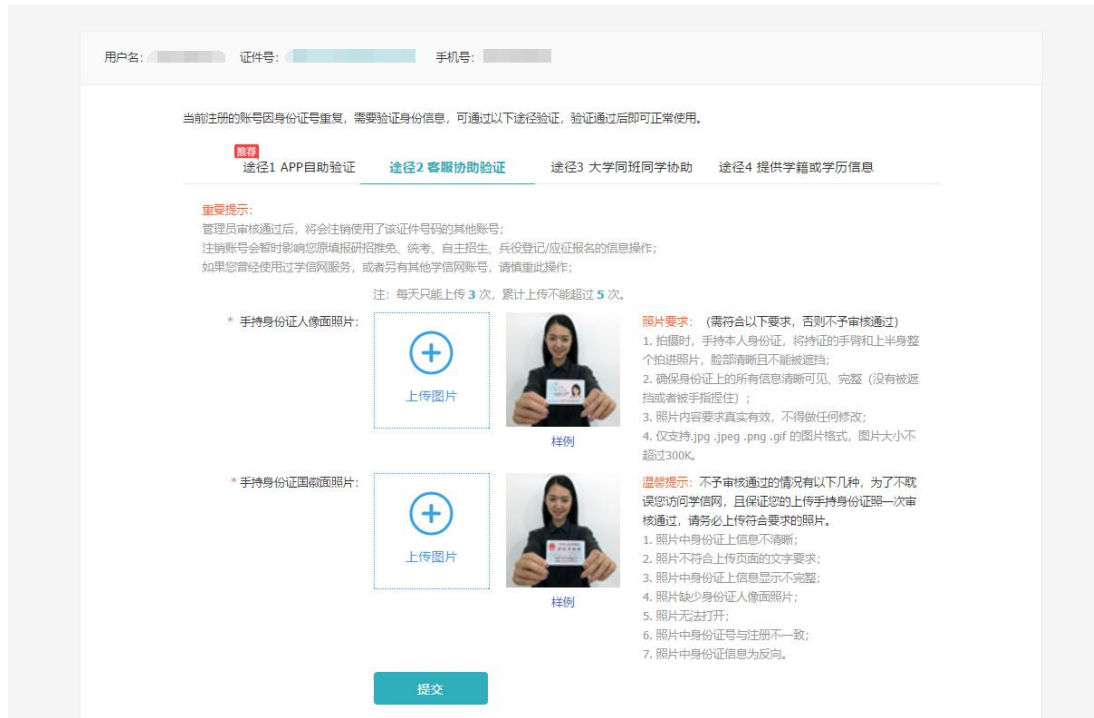 用户名: 证件号: 手机号:
当前注册的账号因身份证号重复，需要验证身份信息，可通过以下途径验证，验证通过后即可正常使用。
推荐
途径1 APP自助验证 途径2 客服协助验证 途径3 大学同班同学协助 途径4 提供学籍或学历信息
重要提示:
管理员审核通过后，将会注销使用了该证件号码的其他账号;
注销账号会暂时影响您原填报研招推免、统考、自主招生、兵役登记/应征报名的信息操作;
如果您曾经使用过学信网服务，或者另有其他学信网账号，请慎重此操作;
注: 每天只能上传 3 次，累计上传不能超过 5 次。
* 手持身份证人像面照片:
上传图片
样例
照片要求: （需符合以下要求，否则不予审核通过）
1. 拍摄时，手持本人身份证，将持证的手臂和上半身整
个拍进照片，脸部清晰且不能被遮挡;
2. 确保身份证上的所有信息清晰可见、完整（没有被遮
挡或者被手指捏住）;
3. 照片内容要求真实有效，不得做任何修改;
4. 仅支持.jpg .jpeg .png .gif 的图片格式，图片大小不
超过300K。
* 手持身份证国徽面照片:
上传图片
样例
温馨提示: 不予审核通过的情况有以下几种，为了不耽
误您访问学信网，且保证您的上传手持身份证照一次审
核通过，请务必上传符合要求的照片。
1. 照片中身份证上信息不清晰;
2. 照片不符合上传页面的文字要求;
3. 照片中身份证上信息显示不完整;
4. 照片缺少身份证人像面照片;
5. 照片无法打开;
6. 照片中身份证号与注册不一致;
7. 照片中身份证信息为反向。
提交